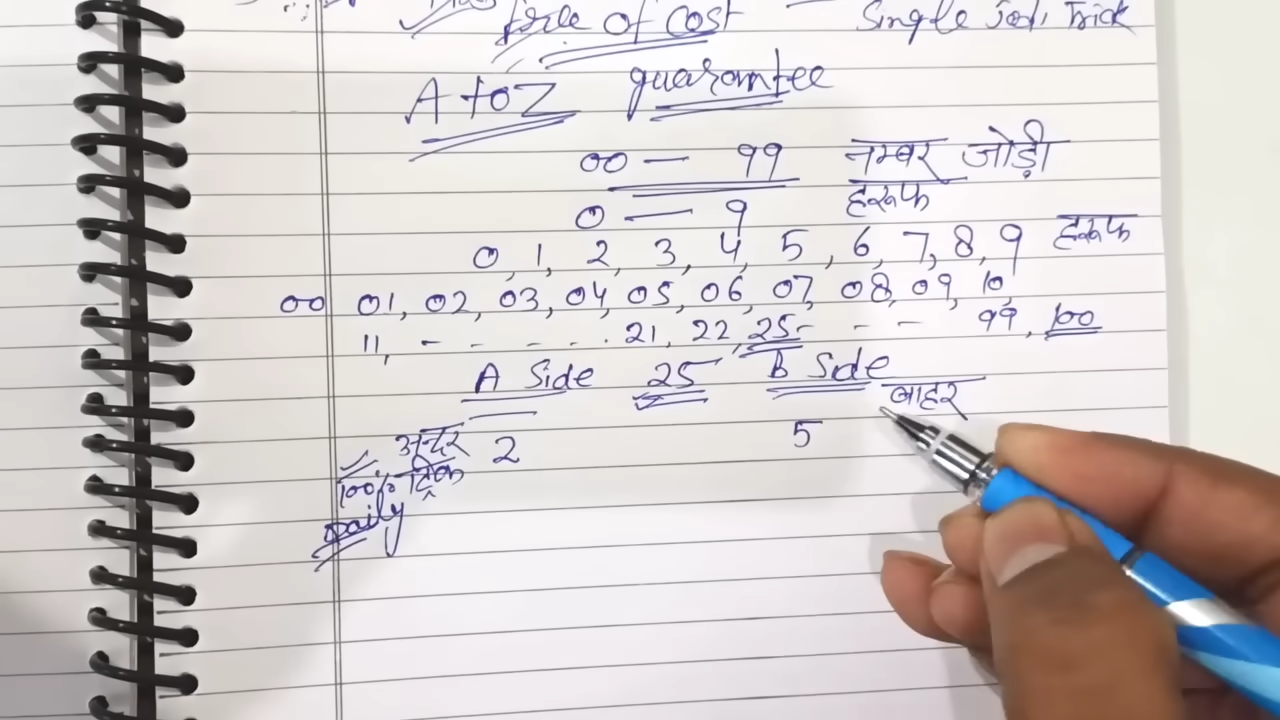 free of cost Single Jodi Trick
A to Z guarantee
00 — 99 नम्बर जोड़ी
0 — 9 हरूफ
0, 1, 2, 3, 4, 5, 6, 7, 8, 9 हरूफ
00 01, 02, 03, 04, 05, 06, 07, 08, 09, 10,
11, - - - - . 21, 22, 25 - - - 99, 100
A Side 25 B Side
बाहर
अन्दर 2 5
100%
Daily